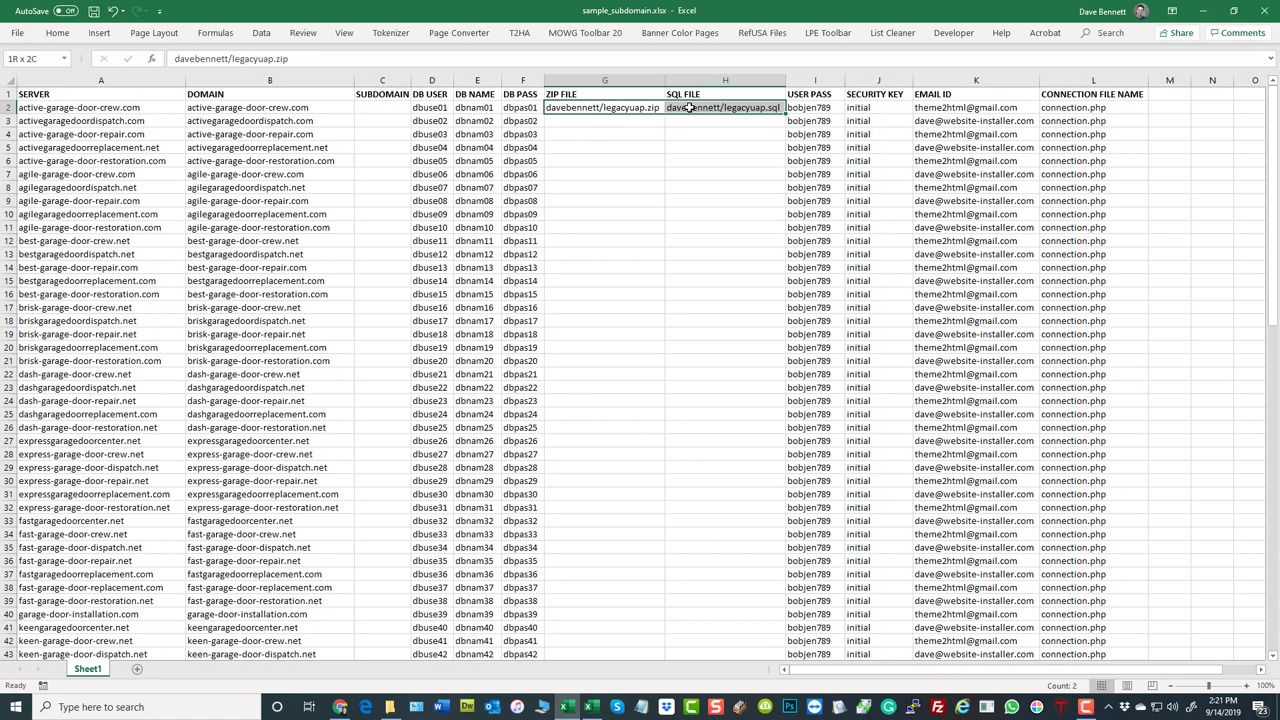 AutoSave Off sample_subdomain.xlsx - Excel Dave Bennett
File Home Insert Page Layout Formulas Data Review View Tokenizer Page Converter T2HA MOWG Toolbar 20 Banner Color Pages RefUSA Files LPE Toolbar List Cleaner Developer Help Acrobat Search Share Comments
1R x 2C fx davebennett/legacyuap.zip
A B C D E F G H I J K L M N O
1 SERVER DOMAIN SUBDOMAIN DB USER DB NAME DB PASS ZIP FILE SQL FILE USER PASS SECURITY KEY EMAIL ID CONNECTION FILE NAME
2 active-garage-door-crew.com active-garage-door-crew.com dbuse01 dbnam01 dbpas01 davebennett/legacyuap.zip davebennett/legacyuap.sql bobjen789 initial theme2html@gmail.com connection.php
3 activegaragedoordispatch.com activegaragedoordispatch.com dbuse02 dbnam02 dbpas02 bobjen789 initial dave@website-installer.com connection.php
4 active-garage-door-repair.com active-garage-door-repair.com dbuse03 dbnam03 dbpas03 bobjen789 initial theme2html@gmail.com connection.php
5 activegaragedoorreplacement.net activegaragedoorreplacement.net dbuse04 dbnam04 dbpas04 bobjen789 initial dave@website-installer.com connection.php
6 active-garage-door-restoration.com active-garage-door-restoration.com dbuse05 dbnam05 dbpas05 bobjen789 initial theme2html@gmail.com connection.php
7 agile-garage-door-crew.com agile-garage-door-crew.com dbuse06 dbnam06 dbpas06 bobjen789 initial dave@website-installer.com connection.php
8 agilegaragedoordispatch.net agilegaragedoordispatch.net dbuse07 dbnam07 dbpas07 bobjen789 initial theme2html@gmail.com connection.php
9 agile-garage-door-repair.com agile-garage-door-repair.com dbuse08 dbnam08 dbpas08 bobjen789 initial dave@website-installer.com connection.php
10 agilegaragedoorreplacement.com agilegaragedoorreplacement.com dbuse09 dbnam09 dbpas09 bobjen789 initial theme2html@gmail.com connection.php
11 agile-garage-door-restoration.com agile-garage-door-restoration.com dbuse10 dbnam10 dbpas10 bobjen789 initial dave@website-installer.com connection.php
12 best-garage-door-crew.net best-garage-door-crew.net dbuse11 dbnam11 dbpas11 bobjen789 initial theme2html@gmail.com connection.php
13 bestgaragedoordispatch.net bestgaragedoordispatch.net dbuse12 dbnam12 dbpas12 bobjen789 initial dave@website-installer.com connection.php
14 best-garage-door-repair.com best-garage-door-repair.com dbuse13 dbnam13 dbpas13 bobjen789 initial theme2html@gmail.com connection.php
15 bestgaragedoorreplacement.com bestgaragedoorreplacement.com dbuse14 dbnam14 dbpas14 bobjen789 initial dave@website-installer.com connection.php
16 best-garage-door-restoration.com best-garage-door-restoration.com dbuse15 dbnam15 dbpas15 bobjen789 initial theme2html@gmail.com connection.php
17 brisk-garage-door-crew.net brisk-garage-door-crew.net dbuse16 dbnam16 dbpas16 bobjen789 initial dave@website-installer.com connection.php
18 briskgaragedoordispatch.net briskgaragedoordispatch.net dbuse17 dbnam17 dbpas17 bobjen789 initial theme2html@gmail.com connection.php
19 brisk-garage-door-repair.net brisk-garage-door-repair.net dbuse18 dbnam18 dbpas18 bobjen789 initial dave@website-installer.com connection.php
20 briskgaragedoorreplacement.com briskgaragedoorreplacement.com dbuse19 dbnam19 dbpas19 bobjen789 initial theme2html@gmail.com connection.php
21 brisk-garage-door-restoration.com brisk-garage-door-restoration.com dbuse20 dbnam20 dbpas20 bobjen789 initial dave@website-installer.com connection.php
22 dash-garage-door-crew.net dash-garage-door-crew.net dbuse21 dbnam21 dbpas21 bobjen789 initial theme2html@gmail.com connection.php
23 dashgaragedoordispatch.net dashgaragedoordispatch.net dbuse22 dbnam22 dbpas22 bobjen789 initial dave@website-installer.com connection.php
24 dash-garage-door-repair.net dash-garage-door-repair.net dbuse23 dbnam23 dbpas23 bobjen789 initial theme2html@gmail.com connection.php
25 dashgaragedoorreplacement.com dashgaragedoorreplacement.com dbuse24 dbnam24 dbpas24 bobjen789 initial dave@website-installer.com connection.php
26 dash-garage-door-restoration.net dash-garage-door-restoration.net dbuse25 dbnam25 dbpas25 bobjen789 initial theme2html@gmail.com connection.php
27 expressgaragedoorcenter.net expressgaragedoorcenter.net dbuse26 dbnam26 dbpas26 bobjen789 initial dave@website-installer.com connection.php
28 express-garage-door-crew.net express-garage-door-crew.net dbuse27 dbnam27 dbpas27 bobjen789 initial theme2html@gmail.com connection.php
29 express-garage-door-dispatch.net express-garage-door-dispatch.net dbuse28 dbnam28 dbpas28 bobjen789 initial dave@website-installer.com connection.php
30 express-garage-door-repair.net express-garage-door-repair.net dbuse29 dbnam29 dbpas29 bobjen789 initial theme2html@gmail.com connection.php
31 expressgaragedoorreplacement.com expressgaragedoorreplacement.com dbuse30 dbnam30 dbpas30 bobjen789 initial dave@website-installer.com connection.php
32 express-garage-door-restoration.net express-garage-door-restoration.net dbuse31 dbnam31 dbpas31 bobjen789 initial theme2html@gmail.com connection.php
33 fastgaragedoorcenter.net fastgaragedoorcenter.net dbuse32 dbnam32 dbpas32 bobjen789 initial dave@website-installer.com connection.php
34 fast-garage-door-crew.net fast-garage-door-crew.net dbuse33 dbnam33 dbpas33 bobjen789 initial theme2html@gmail.com connection.php
35 fast-garage-door-dispatch.net fast-garage-door-dispatch.net dbuse34 dbnam34 dbpas34 bobjen789 initial dave@website-installer.com connection.php
36 fast-garage-door-repair.net fast-garage-door-repair.net dbuse35 dbnam35 dbpas35 bobjen789 initial theme2html@gmail.com connection.php
37 fastgaragedoorreplacement.com fastgaragedoorreplacement.com dbuse36 dbnam36 dbpas36 bobjen789 initial dave@website-installer.com connection.php
38 fast-garage-door-replacement.com fast-garage-door-replacement.com dbuse37 dbnam37 dbpas37 bobjen789 initial theme2html@gmail.com connection.php
39 fast-garage-door-restoration.net fast-garage-door-restoration.net dbuse38 dbnam38 dbpas38 bobjen789 initial dave@website-installer.com connection.php
40 garage-door-installation.com garage-door-installation.com dbuse39 dbnam39 dbpas39 bobjen789 initial theme2html@gmail.com connection.php
41 keengaragedoorcenter.net keengaragedoorcenter.net dbuse40 dbnam40 dbpas40 bobjen789 initial dave@website-installer.com connection.php
42 keen-garage-door-crew.net keen-garage-door-crew.net dbuse41 dbnam41 dbpas41 bobjen789 initial theme2html@gmail.com connection.php
43 keen-garage-door-dispatch.net keen-garage-door-dispatch.net dbuse42 dbnam42 dbpas42 bobjen789 initial dave@website-installer.com connection.php
Sheet1
Ready Count: 2 100%
Type here to search 2:21 PM
9/14/2019